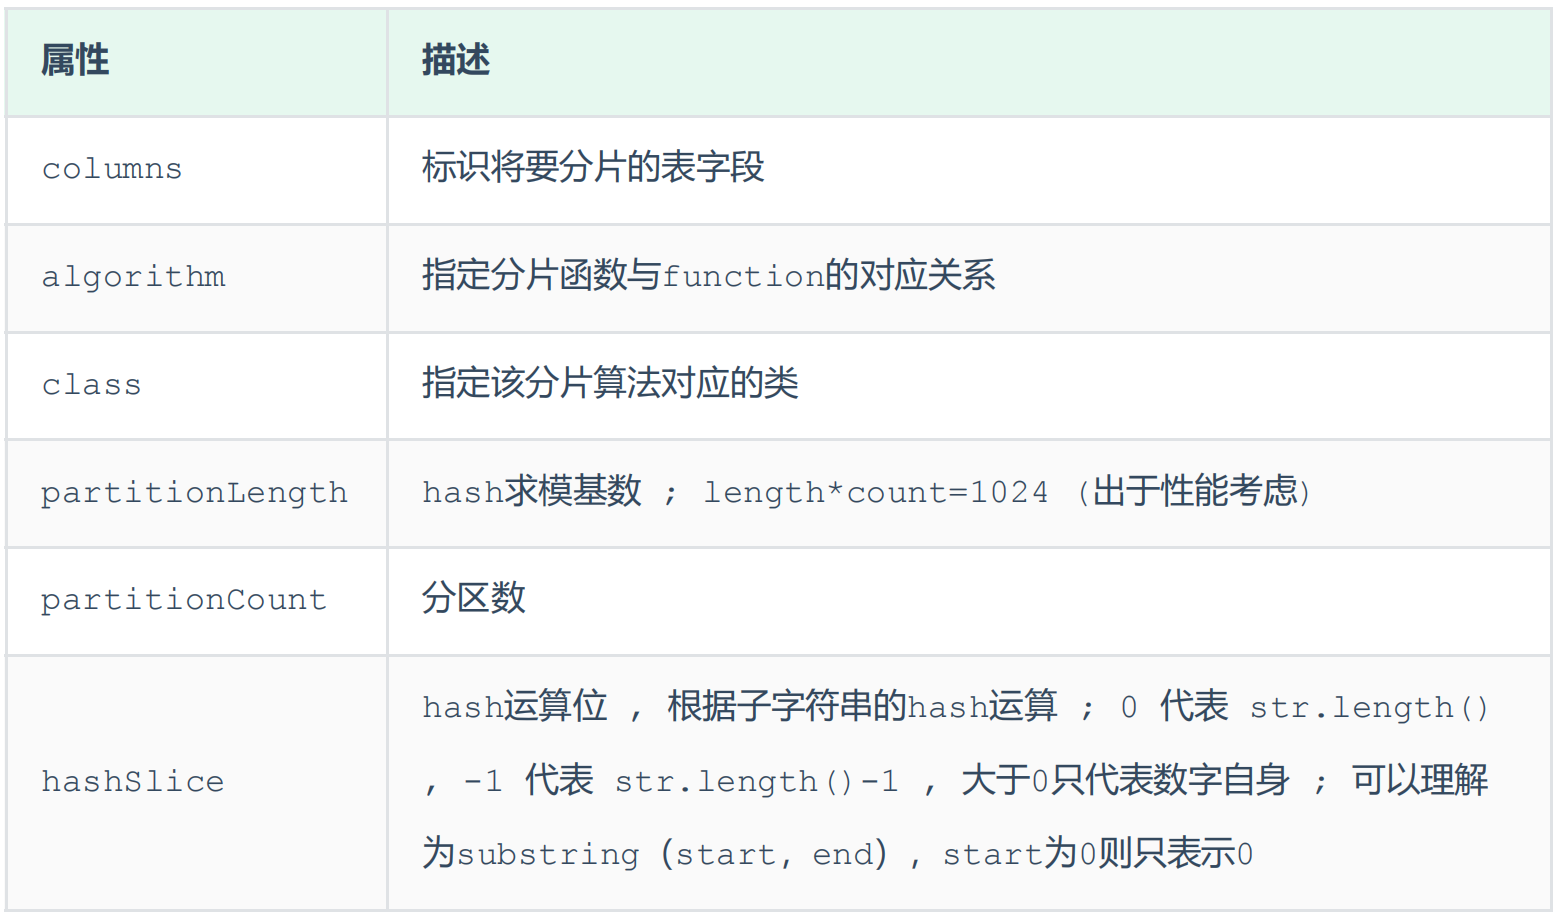 属性 描述
columns 标识将要分片的表字段
algorithm 指定分片函数与function的对应关系
class 指定该分片算法对应的类
partitionLength hash求模基数 ; length*count=1024 (出于性能考虑)
partitionCount 分区数
hash运算位 , 根据子字符串的hash运算 ; 0 代表 str.length()
hashSlice , -1 代表 str.length()-1 , 大于0只代表数字自身 ; 可以理解
为substring（start，end）, start为0则只表示0